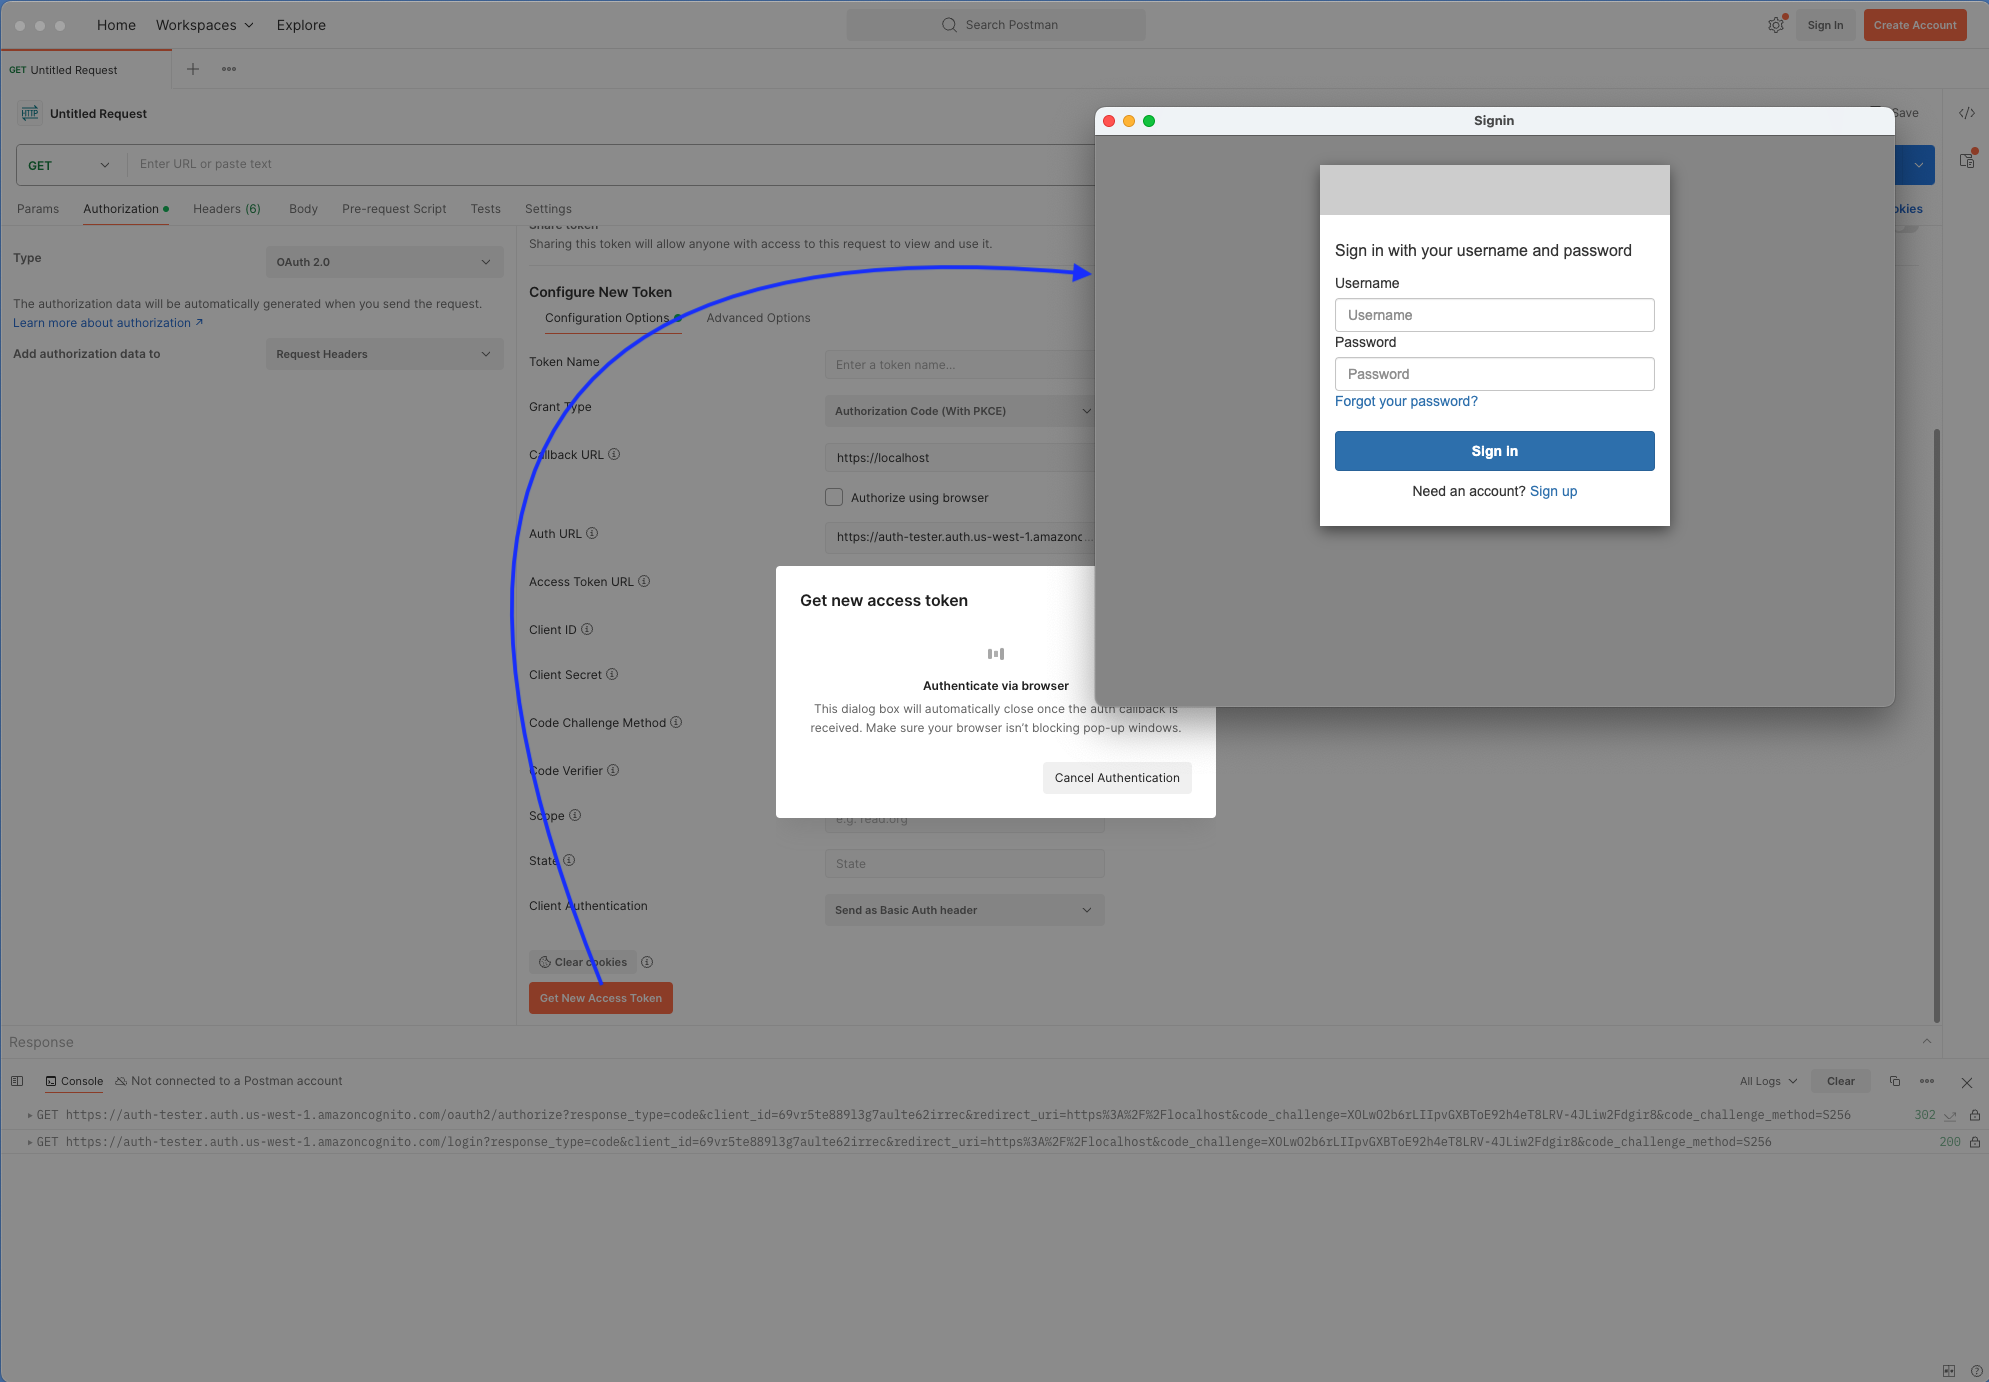 Home Workspaces Explore
Search Postman
Sign In Create Account
GET Untitled Request
HTTP Untitled Request
Save
GET Enter URL or paste text
Params Authorization Headers (6) Body Pre-request Script Tests Settings
Type OAuth 2.0
The authorization data will be automatically generated when you send the request.
Learn more about authorization ↗
Add authorization data to Request Headers
Share token
Sharing this token will allow anyone with access to this request to view and use it.
Configure New Token
Configuration Options Advanced Options
Token Name Enter a token name...
Grant Type Authorization Code (With PKCE)
Callback URL https://localhost
Authorize using browser
Auth URL https://auth-tester.auth.us-west-1.amazonc...
Access Token URL
Client ID
Client Secret
Code Challenge Method
Code Verifier
Scope e.g. read:org
State State
Client Authentication Send as Basic Auth header
Clear cookies
Get New Access Token
Get new access token
Authenticate via browser
This dialog box will automatically close once the auth callback is
received. Make sure your browser isn't blocking pop-up windows.
Cancel Authentication
Signin
Sign in with your username and password
Username
Username
Password
Password
Forgot your password?
Sign in
Need an account? Sign up
Response
Console Not connected to a Postman account
All Logs Clear
GET https://auth-tester.auth.us-west-1.amazoncognito.com/oauth2/authorize?response_type=code&client_id=69vr5te889l3g7aulte62irrec&redirect_uri=https%3A%2F%2Flocalhost&code_challenge=XOLwO2b6rLIIpvGXBToE92h4eT8LRV-4JLiw2Fdgir8&code_challenge_method=S256 302
GET https://auth-tester.auth.us-west-1.amazoncognito.com/login?response_type=code&client_id=69vr5te889l3g7aulte62irrec&redirect_uri=https%3A%2F%2Flocalhost&code_challenge=XOLwO2b6rLIIpvGXBToE92h4eT8LRV-4JLiw2Fdgir8&code_challenge_method=S256 200